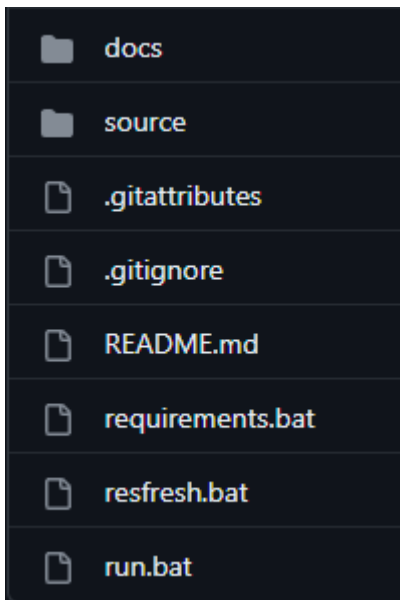 docs
source
.gitattributes
.gitignore
README.md
requirements.bat
resfresh.bat
run.bat